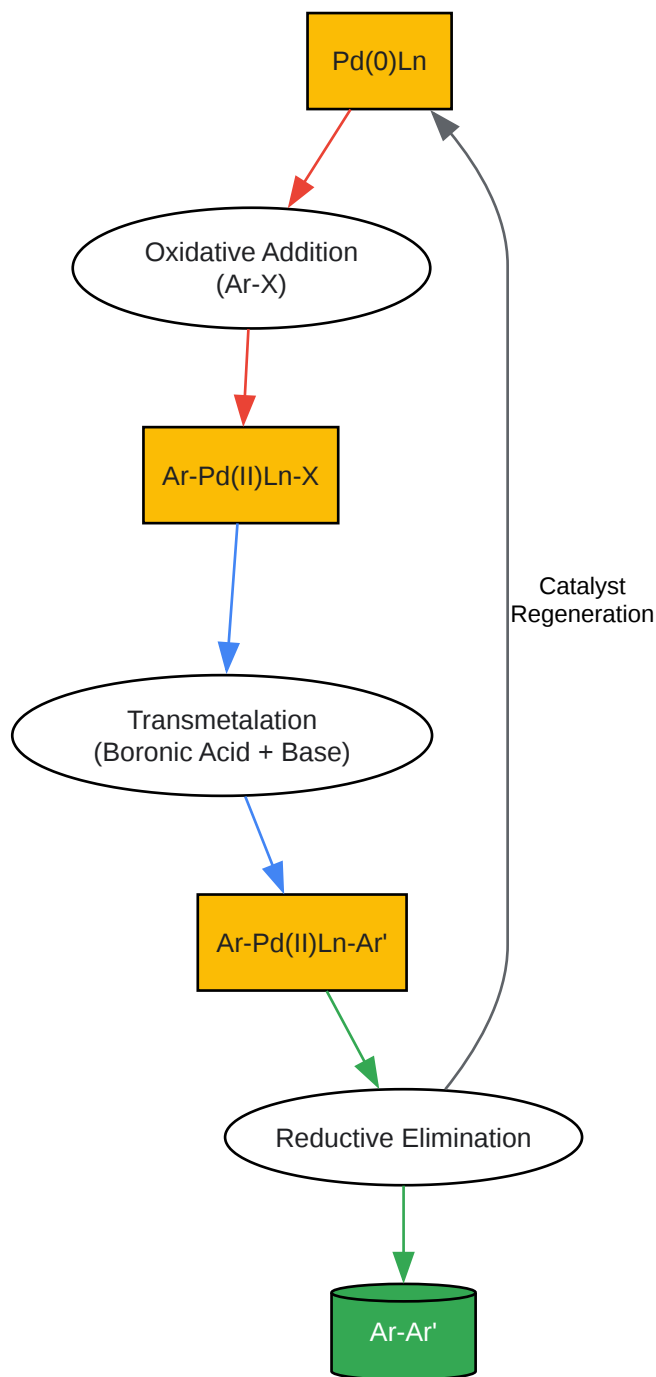 Pd(0)Ln
Oxidative Addition
(Ar-X)
Ar-Pd(II)Ln-X
Catalyst
Regeneration
Transmetalation
(Boronic Acid + Base)
Ar-Pd(II)Ln-Ar'
Reductive Elimination
Ar-Ar'